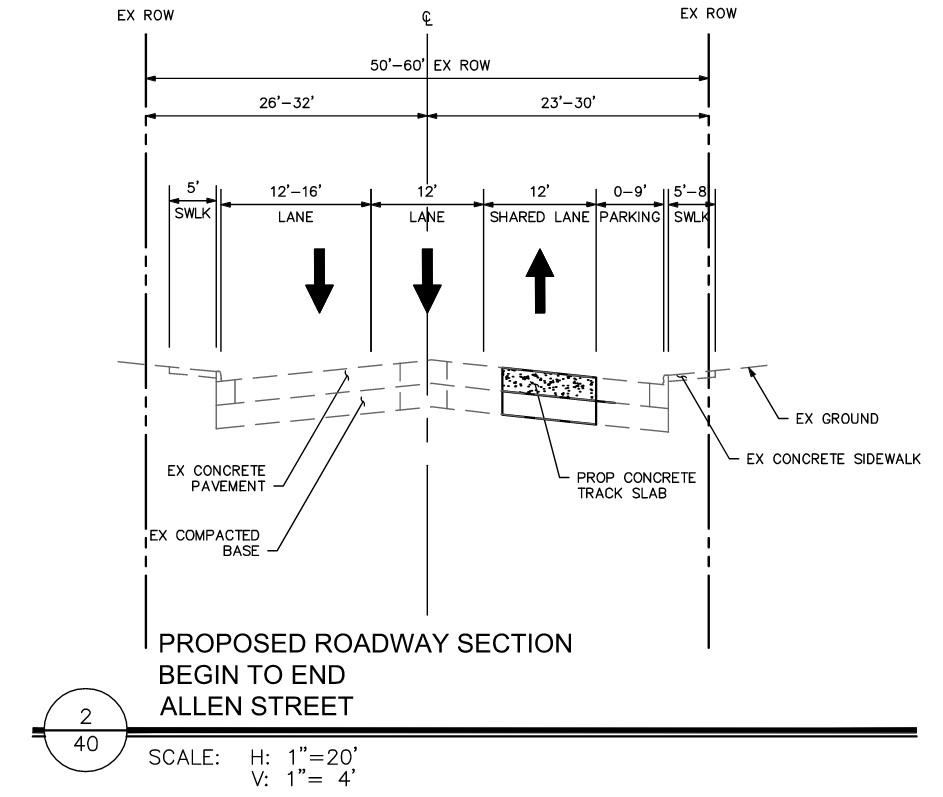 EX ROW
℄
EX ROW
50'-60' EX ROW
26'-32'
23'-30'
5'
12'-16'
12'
12'
0-9'
5'-8
SWLK
LANE
LANE
SHARED LANE
PARKING
SWLK
EX GROUND
EX CONCRETE SIDEWALK
EX CONCRETE
PAVEMENT
PROP CONCRETE
TRACK SLAB
EX COMPACTED
BASE
PROPOSED ROADWAY SECTION
BEGIN TO END
ALLEN STREET
2
40
SCALE: H: 1"=20'
V: 1"= 4'